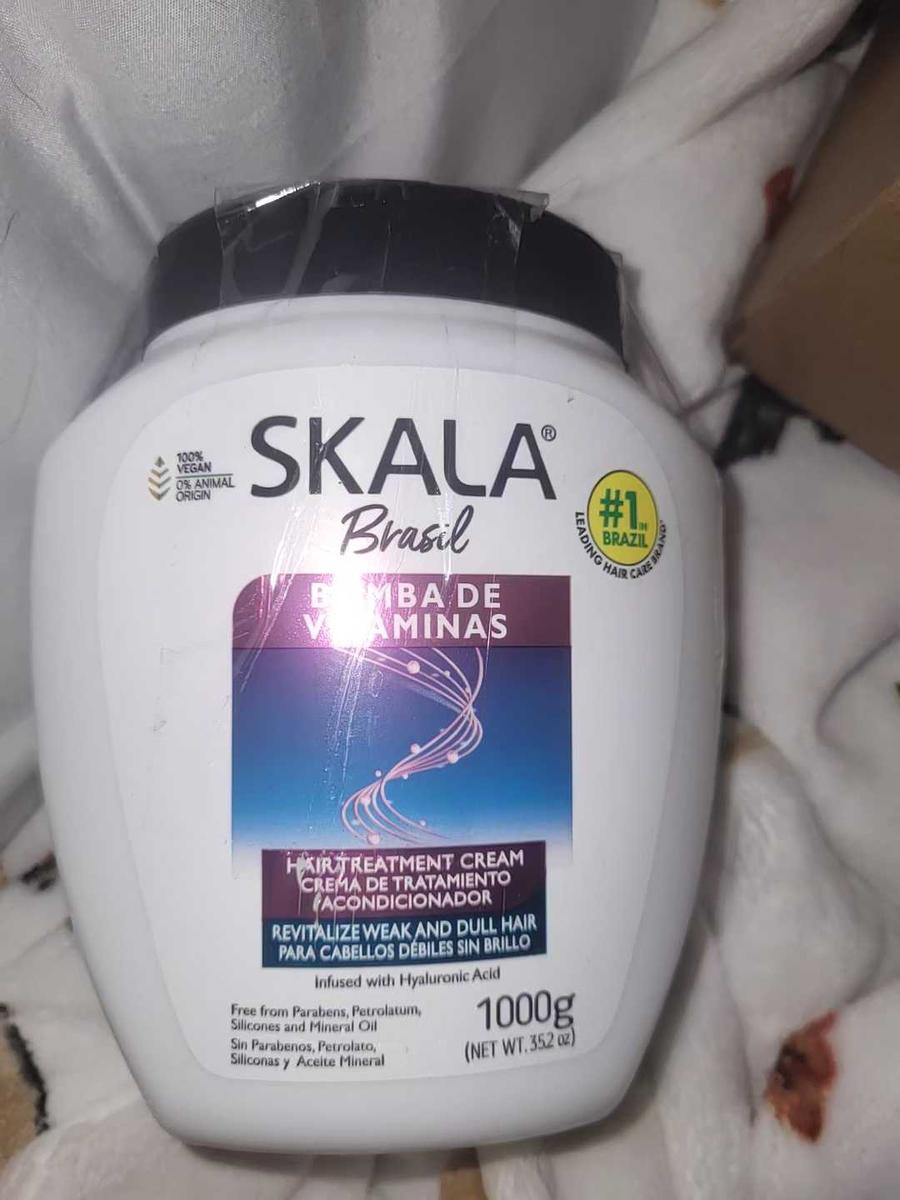 SKALA®
Brasil
100%
VEGAN
0% ANIMAL
ORIGIN
#1 IN
BRAZIL
LEADING HAIR CARE BRAND
BOMBA DE
VITAMINAS
HAIR TREATMENT CREAM
CREMA DE TRATAMIENTO
/ACONDICIONADOR
REVITALIZE WEAK AND DULL HAIR
PARA CABELLOS DÉBILES SIN BRILLO
Infused with Hyaluronic Acid
Free from Parabens, Petrolatum,
Silicones and Mineral Oil
Sin Parabenos, Petrolato,
Siliconas y Aceite Mineral
1000g
(NET WT. 35.2 oz)